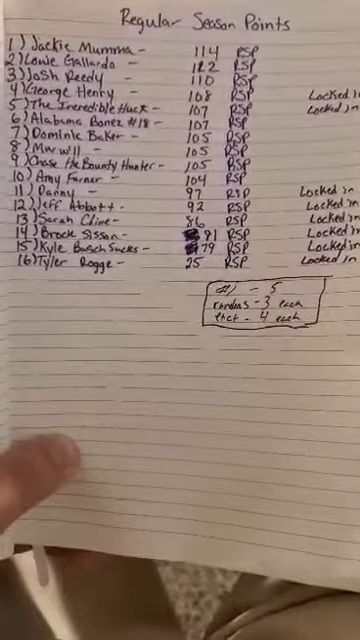 Regular Season Points
1) Jackie Mumma - 114 RSP
2) Lowe Gallardo - 112 RSP
3) Josh Reedy - 110 RSP
4) George Henry - 108 RSP Locked in
5) The Incredible Huck - 107 RSP Locked in
6) Alabama Bonez #18 - 107 RSP
7) Dominic Baker - 105 RSP
8) Marwll - 105 RSP
9) Chase the Bounty Hunter - 105 RSP
10) Amy Farner - 104 RSP
11) Danny - 97 RSP Locked in
12) Jeff Abbott - 92 RSP Locked in
13) Sarah Cline - 86 RSP Locked in
14) Brock Sisson - 81 RSP Locked in
15) Kyle Busch Sucks - 79 RSP Locked in
16) Tyler Rogge - 25 RSP Locked in
#1 - 5
- 3 each
- 4 each